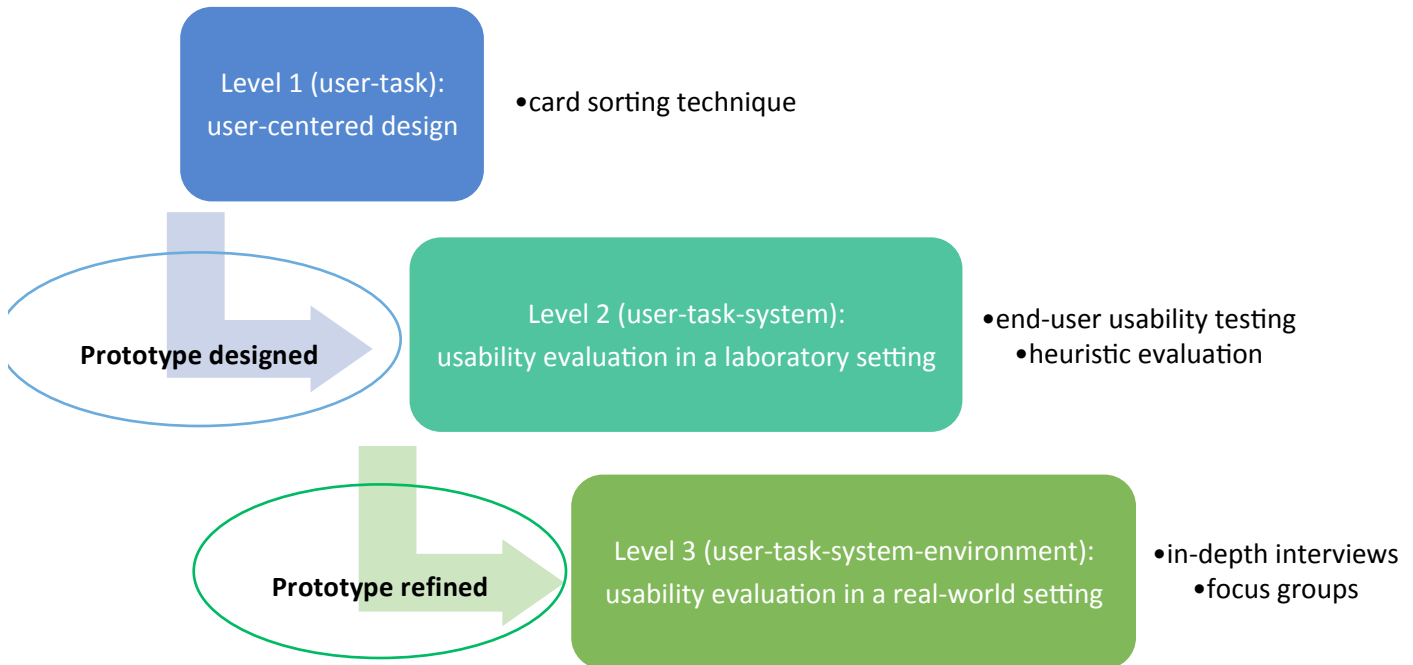 Level 1 (user-task):
user-centered design
•card sorting technique
Prototype designed
Level 2 (user-task-system):
usability evaluation in a laboratory setting
•end-user usability testing
•heuristic evaluation
Prototype refined
Level 3 (user-task-system-environment):
usability evaluation in a real-world setting
•in-depth interviews
•focus groups